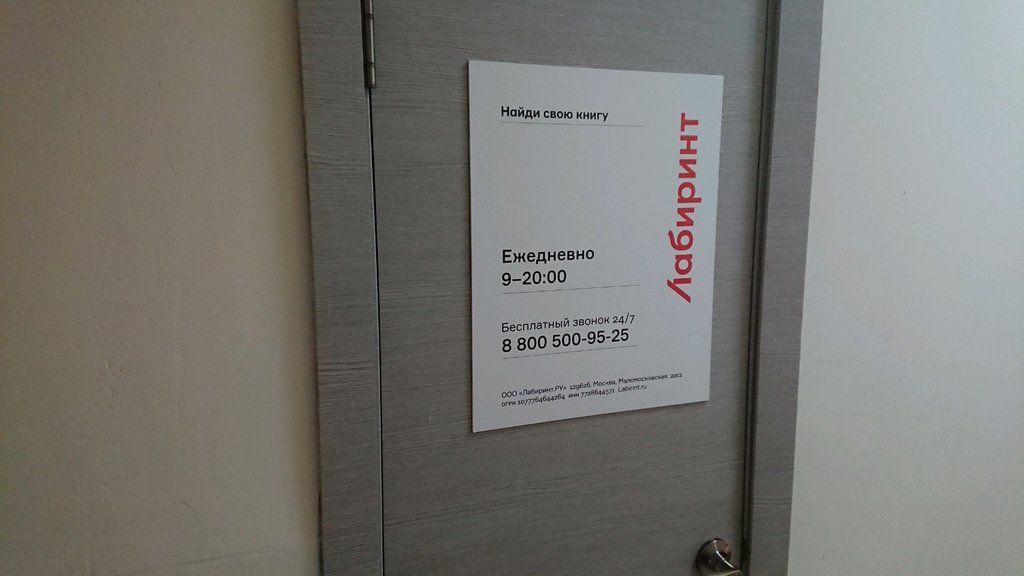 Найди свою книгу
Лабиринт
Ежедневно
9–20:00
Бесплатный звонок 24/7
8 800 500-95-25
ООО «Лабиринт.РУ» 129626, Москва, Маломосковская, 22с1
огрн 1077764644264 инн 7728644571 Labirint.ru